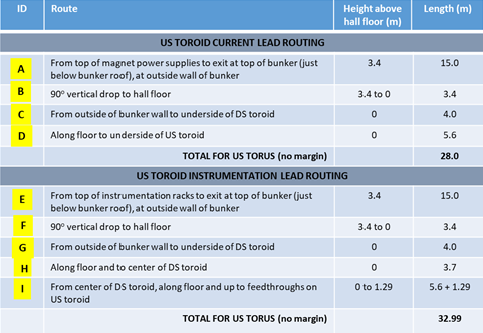 ID Route Height above hall floor (m) Length (m)
US TOROID CURRENT LEAD ROUTING
A From top of magnet power supplies to exit at top of bunker (just 3.4 15.0
below bunker roof), at outside wall of bunker
B 90° vertical drop to hall floor 3.4 to 0 3.4
C From outside of bunker wall to underside of DS toroid 0 4.0
D Along floor to underside of US toroid 0 5.6
TOTAL FOR US TORUS (no margin) 28.0
US TOROID INSTRUMENTATION LEAD ROUTING
E From top of instrumentation racks to exit at top of bunker (just 3.4 15.0
below bunker roof), at outside wall of bunker
F 90° vertical drop to hall floor 3.4 to 0 3.4
G From outside of bunker wall to underside of DS toroid 0 4.0
H Along floor and to center of DS toroid 0 3.7
I From center of DS toroid, along floor and up to feedthroughs on 0 to 1.29 5.6 + 1.29
US toroid
TOTAL FOR US TORUS (no margin) 32.99